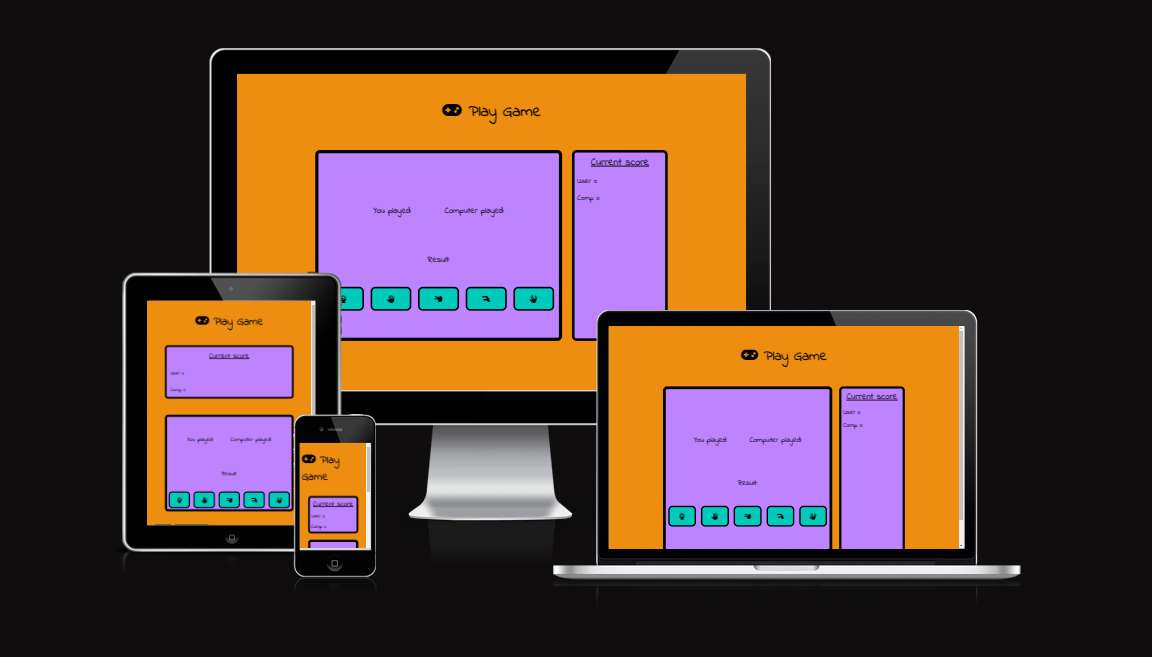 Play Game
You played:
Computer played:
Result:
Current score
User: 0
Comp: 0
Play Game
Current score
User: 0
Comp: 0
You played:
Computer played:
Result:
Play
Game
Current score
User: 0
Comp: 0
Play Game
You played:
Computer played:
Result:
Current score
User: 0
Comp: 0